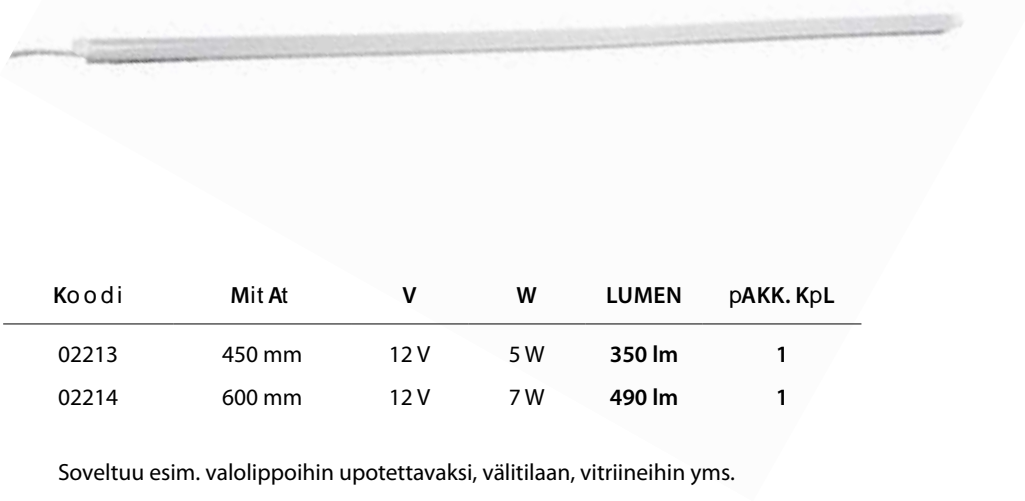 Koodi MitAt V W LUMEN pAKK. KpL
02213 450 mm 12 V 5 W 350 lm 1
02214 600 mm 12 V 7 W 490 lm 1
Soveltuu esim. valolippoihin upotettavaksi, välitilaan, vitriineihin yms.